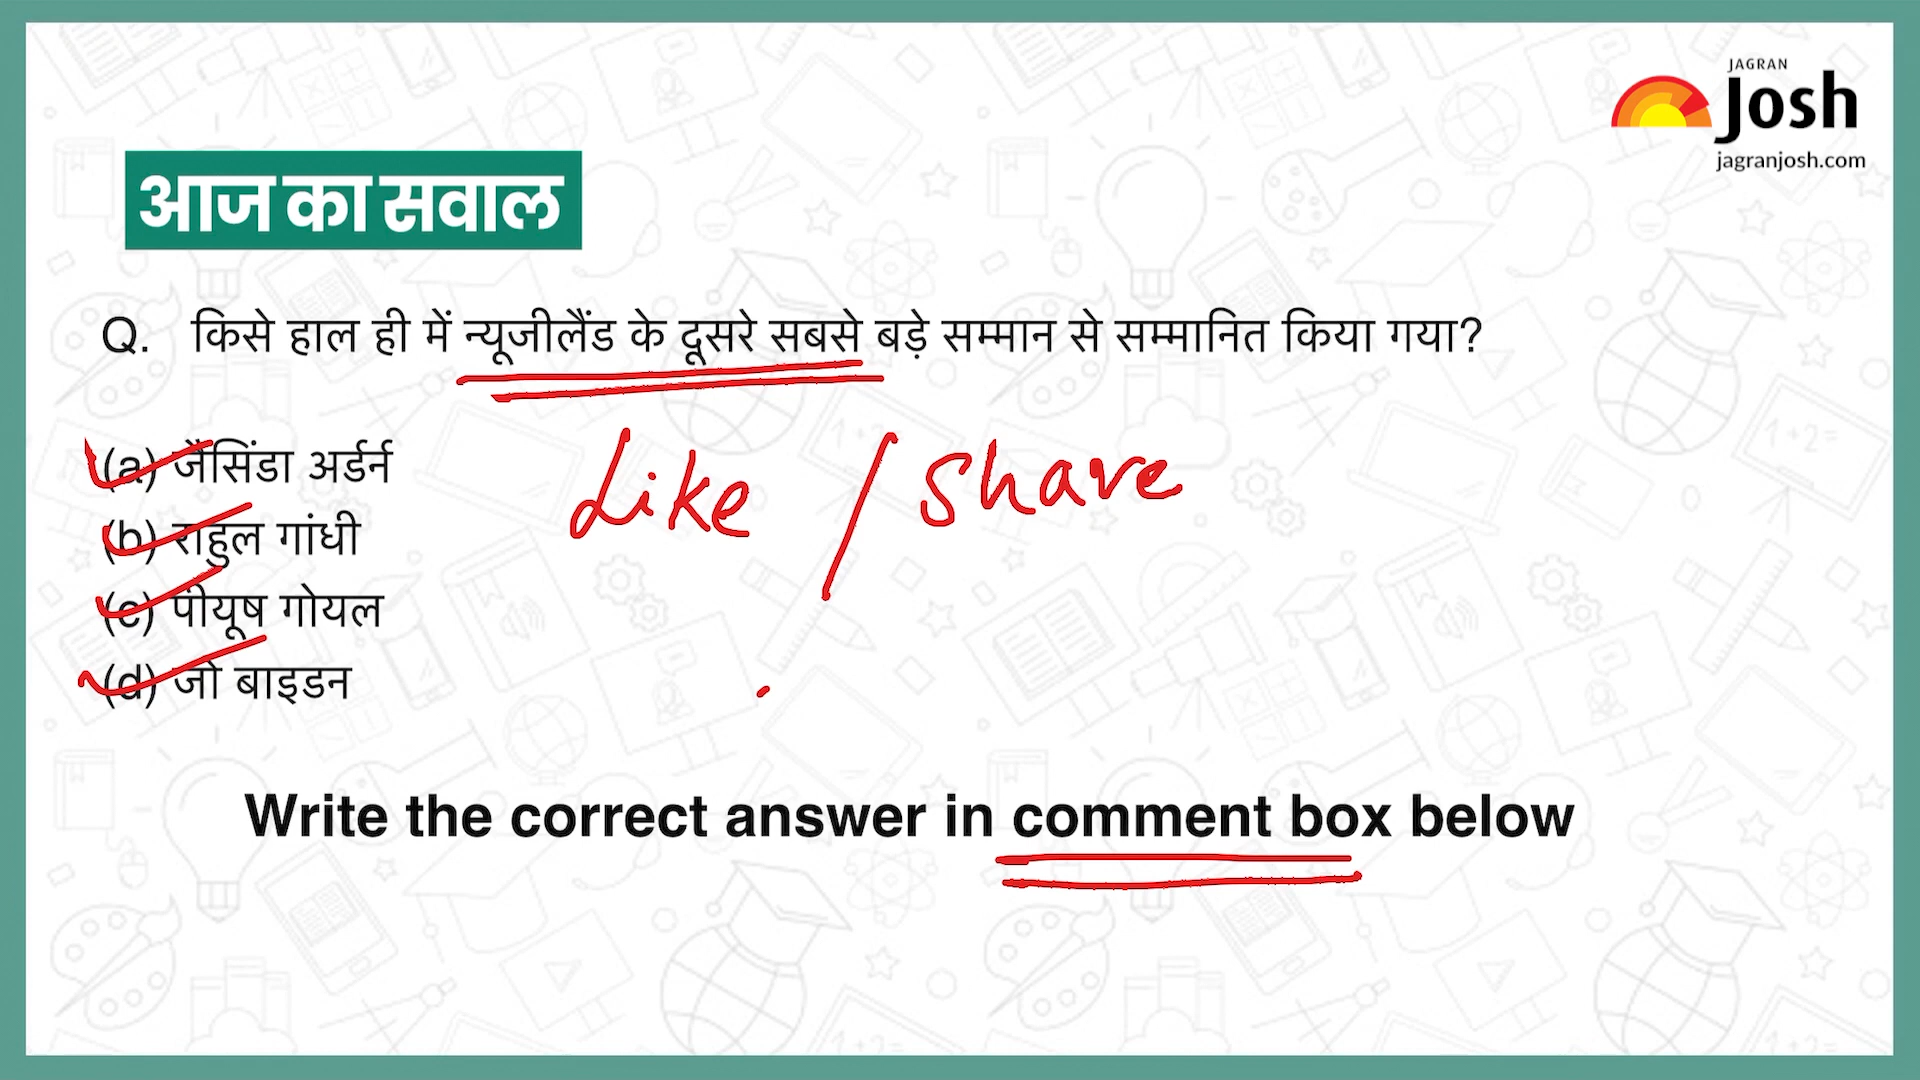 JAGRAN
Josh
jagranjosh.com
आज का सवाल
Q. किसे हाल ही में न्यूजीलैंड के दूसरे सबसे बड़े सम्मान से सम्मानित किया गया?
(a) जैसिंडा अर्डर्न
(b) राहुल गांधी
(c) पीयूष गोयल
(d) जो बाइडन
Like / Share
Write the correct answer in comment box below